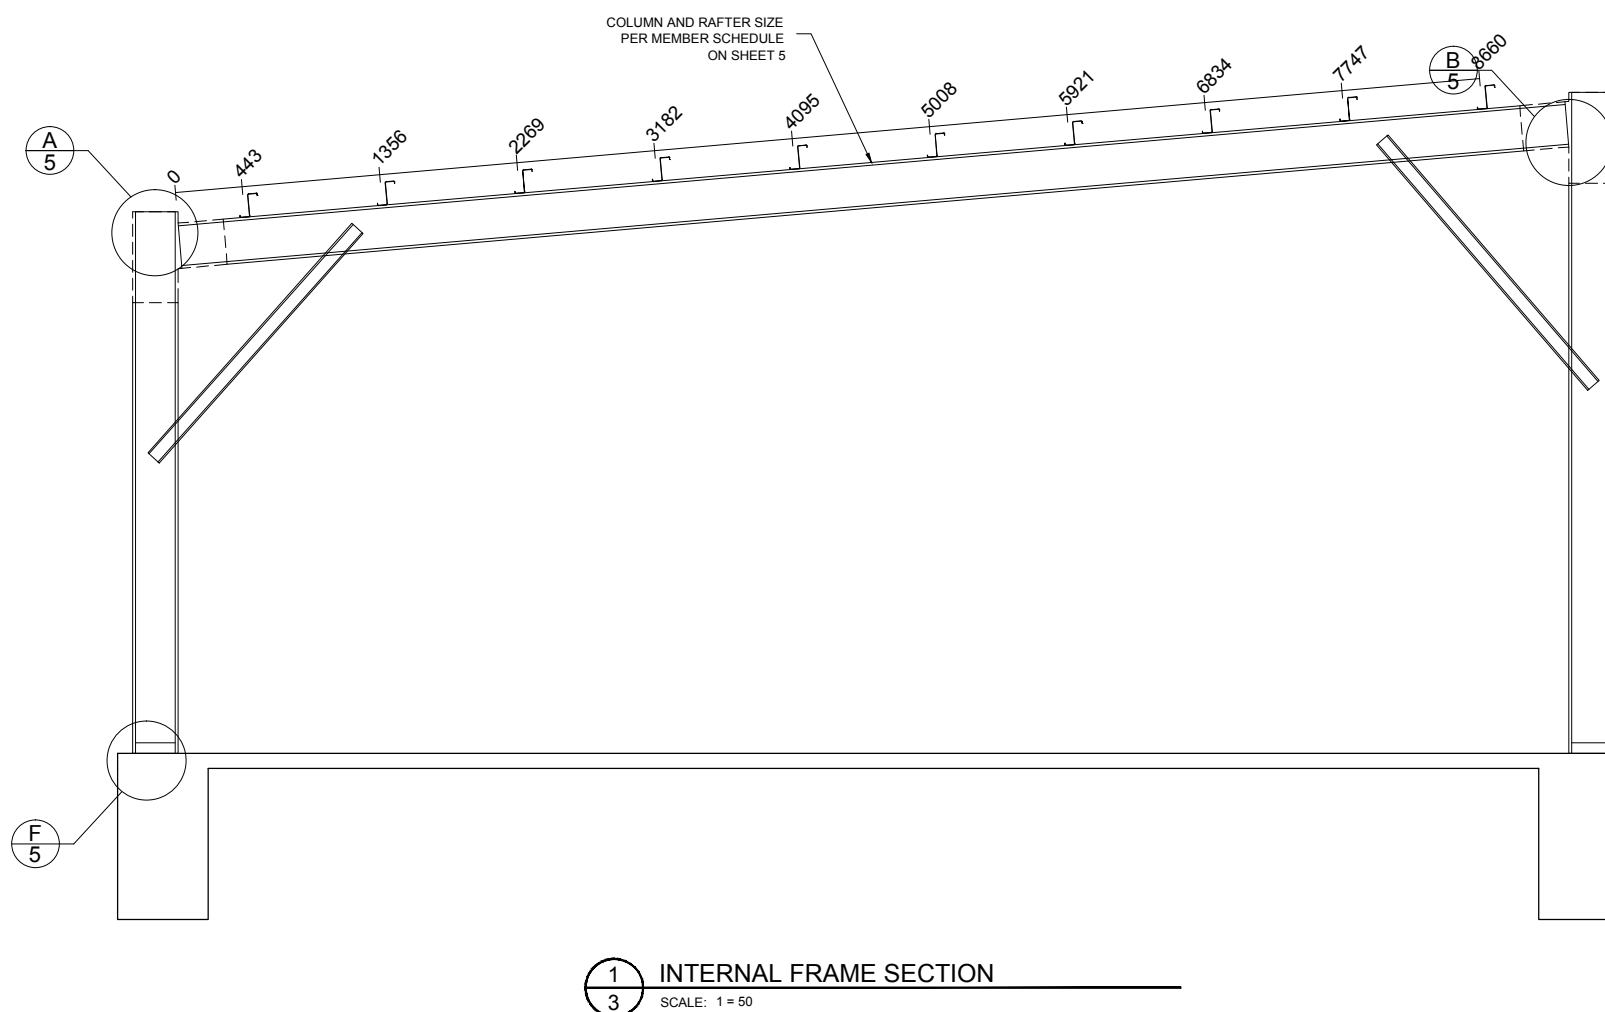 COLUMN AND RAFTER SIZE
PER MEMBER SCHEDULE
ON SHEET 5
A
5
B
5
0
443
1356
2269
3182
4095
5008
5921
6834
7747
8660
F
5
1
3
INTERNAL FRAME SECTION
SCALE: 1 = 50